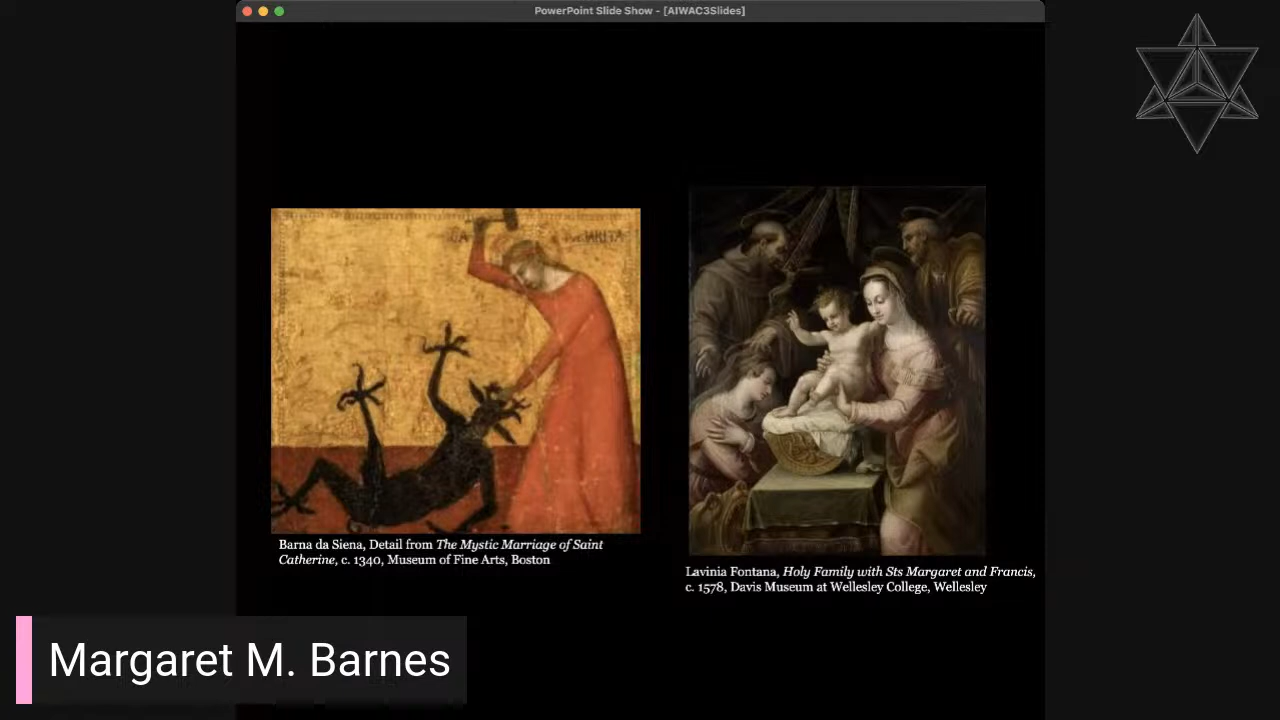 PowerPoint Slide Show - [AIWAC3Slides]
Barna da Siena, Detail from The Mystic Marriage of Saint
Catherine, c. 1340, Museum of Fine Arts, Boston
Lavinia Fontana, Holy Family with Sts Margaret and Francis,
c. 1578, Davis Museum at Wellesley College, Wellesley
Margaret M. Barnes